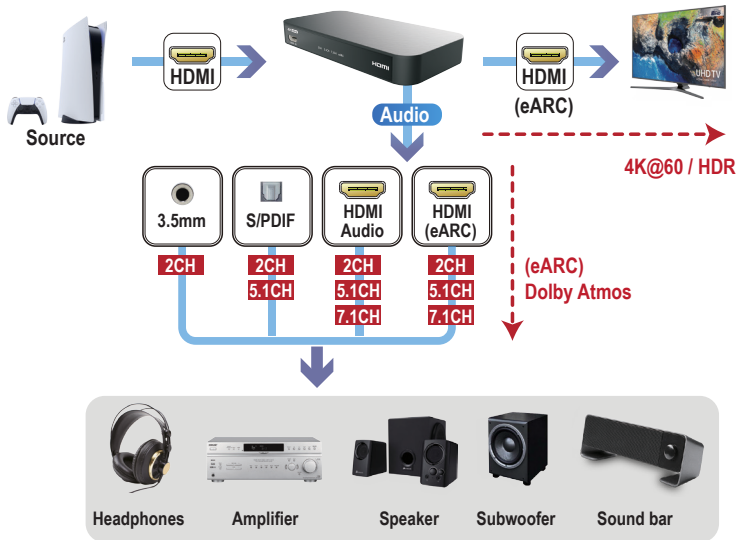 HDMI
HDMI
HDMI
(eARC)
UHD TV
Source
Audio
4K@60 / HDR
3.5mm
S/PDIF
HDMI
Audio
HDMI
(eARC)
2CH
2CH
5.1CH
2CH
5.1CH
7.1CH
2CH
5.1CH
7.1CH
(eARC)
Dolby Atmos
Headphones
Amplifier
Speaker
Subwoofer
Sound bar